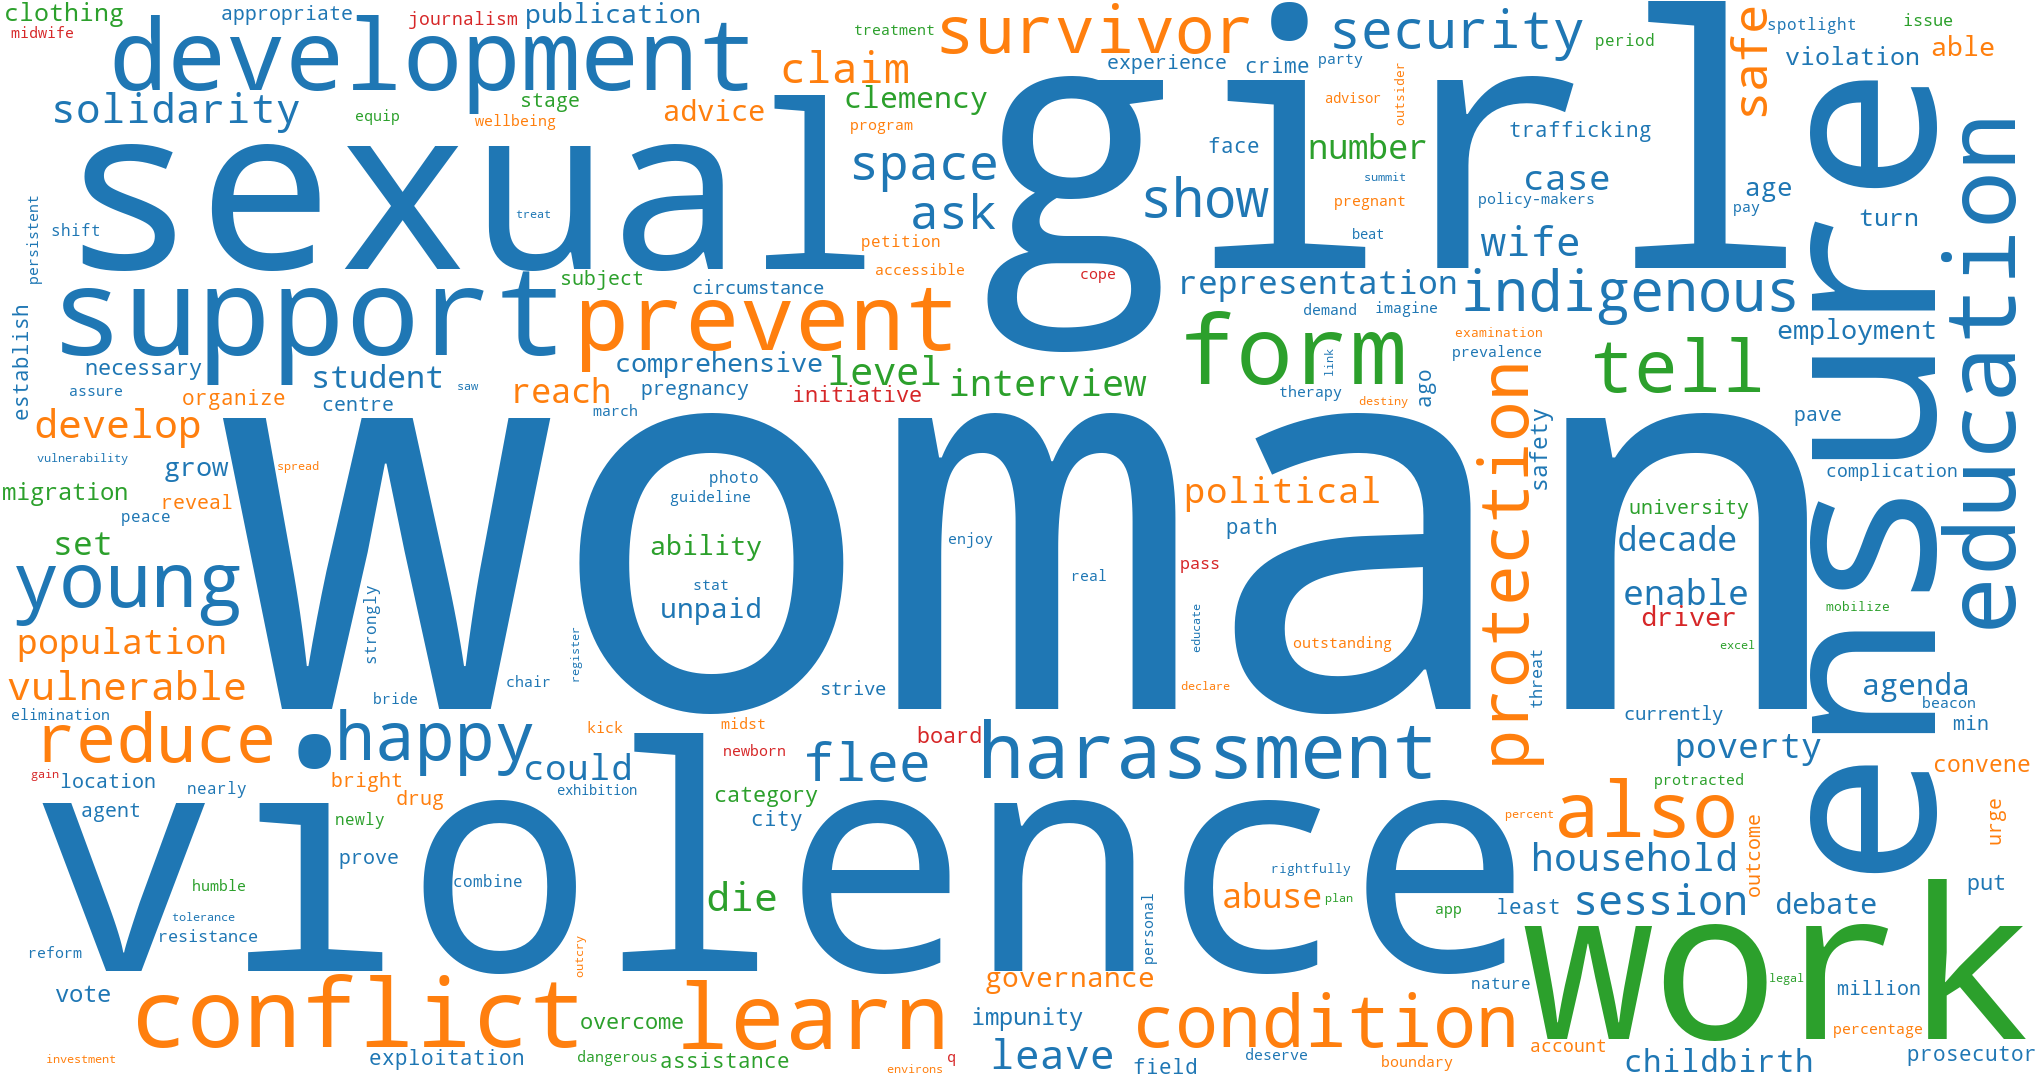 clothing
appropriate
journalism
publication
survivor
girl
security
safe
spotlight
issue
midwife
development
treatment
period
violation
able
claim
experience
crime
party
solidarity
equip
stage
wellbeing
advice
clemency
program
advisor
outsider
number
trafficking
ensure
education
sexual
space
face
show
case
age
summit
pregnant
policy-makers
pay
persistent
shift
treat
ask
petition
accessible
beat
wife
turn
support
subject
prevent
circumstance
cope
representation
demand
imagine
indigenous
establish
form
examination
prevalence
tell
employment
necessary
assure
student
saw
comprehensive
reach
pregnancy
level
initiative
interview
therapy
link
destiny
ago
organize
centre
march
develop
woman
protection
safety
pave
vulnerability
grow
spread
photo
guideline
political
complication
migration
reveal
peace
path
university
set
ability
enjoy
decade
young
stat
unpaid
real
pass
enable
driver
mobilize
strongly
register
educate
population
outstanding
excel
vulnerable
bride
chair
strive
declare
threat
agenda
elimination
currently
beacon
min
reduce
happy
kick
midst
newborn
board
harassment
poverty
gain
location
nearly
bright
could
exhibition
flee
protracted
convene
agent
drug
category
city
percent
also
urge
outcome
violence
newly
prove
household
humble
combine
die
rightfully
abuse
plan
app
least
session
debate
put
tolerance
resistance
reform
outcry
personal
work
vote
conflict
learn
governance
condition
nature
legal
million
overcome
impunity
percentage
investment
exploitation
dangerous
assistance
environs
q
leave
field
deserve
boundary
account
childbirth
prosecutor